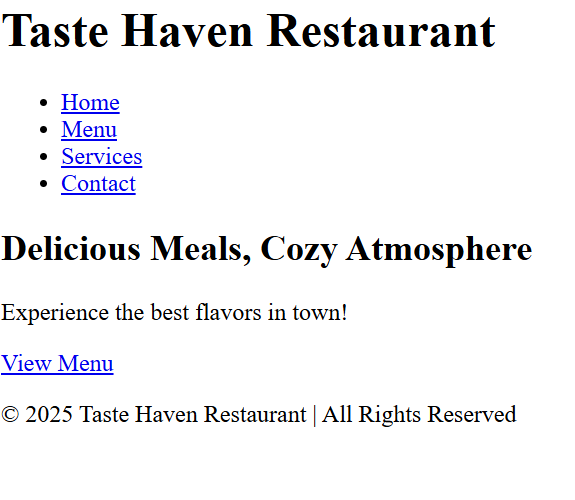 Taste Haven Restaurant
Home
Menu
Services
Contact
Delicious Meals, Cozy Atmosphere
Experience the best flavors in town!
View Menu
© 2025 Taste Haven Restaurant | All Rights Reserved